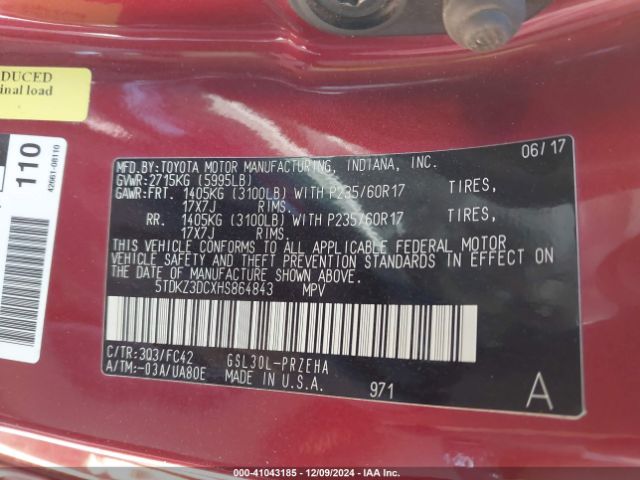 DUCED
inal load
110
42661-08110
MFD.BY:TOYOTA MOTOR MANUFACTURING, INDIANA, INC. 06/17
GVWR:2715KG (5995LB)
GAWR:FRT. 1405KG (3100LB) WITH P235/60R17 TIRES,
17X7J RIMS,
RR. 1405KG (3100LB) WITH P235/60R17 TIRES,
17X7J RIMS,
THIS VEHICLE CONFORMS TO ALL APPLICABLE FEDERAL MOTOR
VEHICLE SAFETY AND THEFT PREVENTION STANDARDS IN EFFECT ON
THE DATE OF MANUFACTURE SHOWN ABOVE.
5TDKZ3DCXHS864843 MPV
C/TR:3Q3/FC42 GSL30L-PRZEHA
A/TM:-03A/UA80E MADE IN U.S.A. 971 A
000-41043185 - 12/09/2024 - IAA Inc.